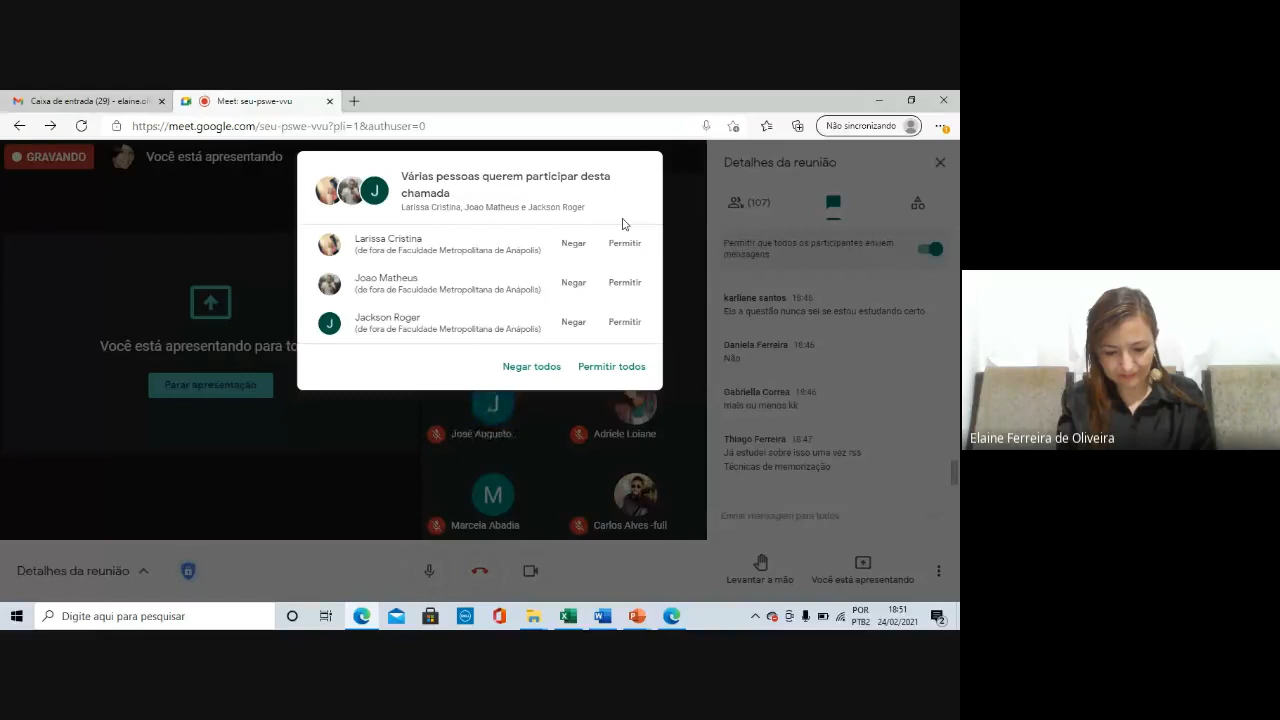 Caixa de entrada (29) - elaine.oli
Meet: seu-pswe-vvu
https://meet.google.com/seu-pswe-vvu?pli=1&authuser=0
Não sincronizando
GRAVANDO
Você está apresentando
Você está apresentando para to
Parar apresentação
Várias pessoas querem participar desta
chamada
Larissa Cristina, Joao Matheus e Jackson Roger
Larissa Cristina
(de fora de Faculdade Metropolitana de Anápolis)
Negar Permitir
Joao Matheus
(de fora de Faculdade Metropolitana de Anápolis)
Negar Permitir
J
Jackson Roger
(de fora de Faculdade Metropolitana de Anápolis)
Negar Permitir
Negar todos Permitir todos
J
José Augusto..
Adriele Loiane
M
Marcela Abadia
Carlos Alves -full
Detalhes da reunião
(107)
Permitir que todos os participantes enviem
mensagens
karliane santos 18:46
Eis a questão nunca sei se estou estudando certo
Daniela Ferreira 18:46
Não
Gabriella Correa 18:46
mais ou menos kk
Thiago Ferreira 18:47
Já estudei sobre isso uma vez rss
Técnicas de memorização
Enviar mensagem para todos
Detalhes da reunião
Levantar a mão
Você está apresentando
Digite aqui para pesquisar
POR
PTB2
18:51
24/02/2021
2
Elaine Ferreira de Oliveira